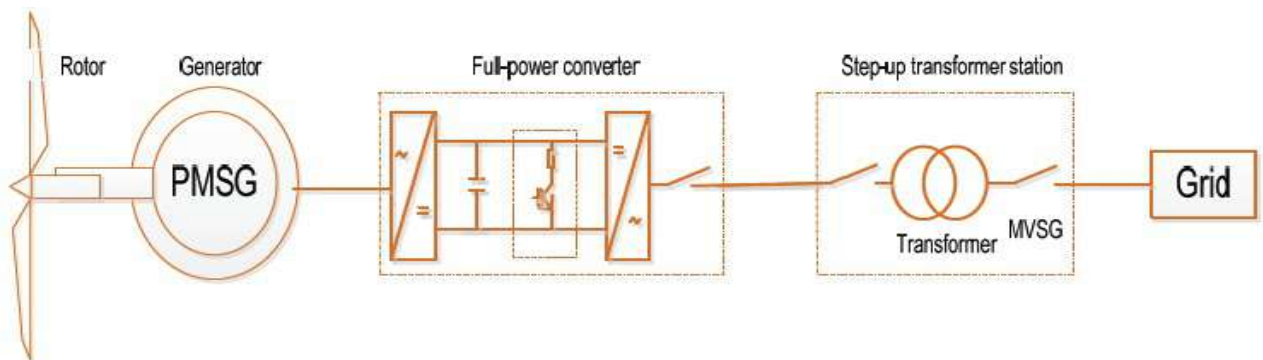 Rotor
Generator
Full-power converter
Step-up transformer station
PMSG
~
=
=
~
Transformer
MVSG
Grid